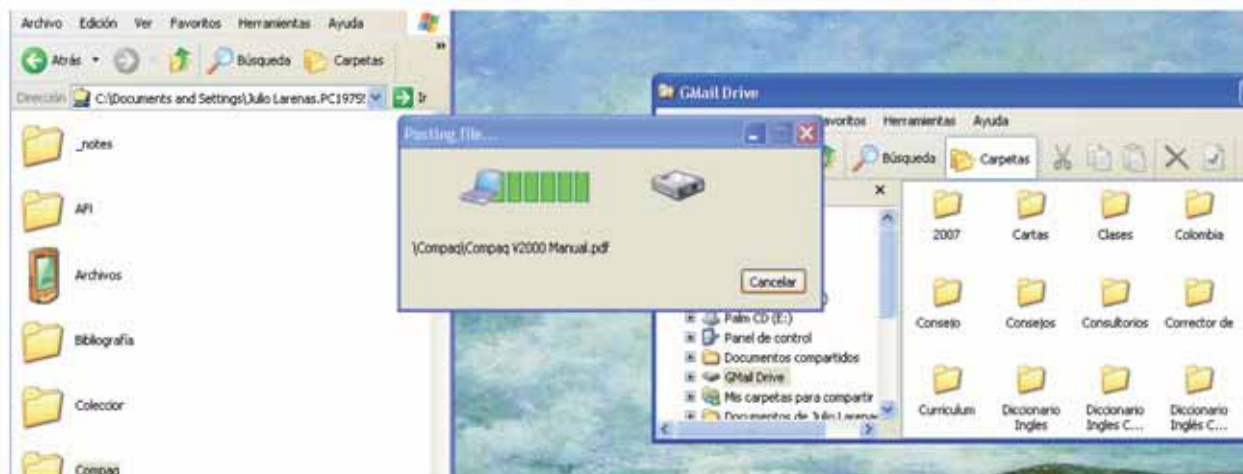 Archivo Edición Ver Favoritos Herramientas Ayuda
Atrás Búsqueda Carpetas
Dirección C:\Documents and Settings\Julio Larenas.PC1975 Ir
_notes
API
Archivos
Bibliografía
Coleccior
Compaq
Posting file...
\Compaq\Compaq V2000 Manual.pdf
Cancelar
GMail Drive
avoritos Herramientas Ayuda
Búsqueda Carpetas
Palm CD (E:)
Panel de control
Documentos compartidos
GMail Drive
Mis carpetas para compartir
Documentos de Julio Larenas
2007 Cartas Clases Colombia
Consejo Consejos Consultorios Corrector de
Curriculum Diccionario Ingles Diccionario Ingles C... Diccionario Inglés C...